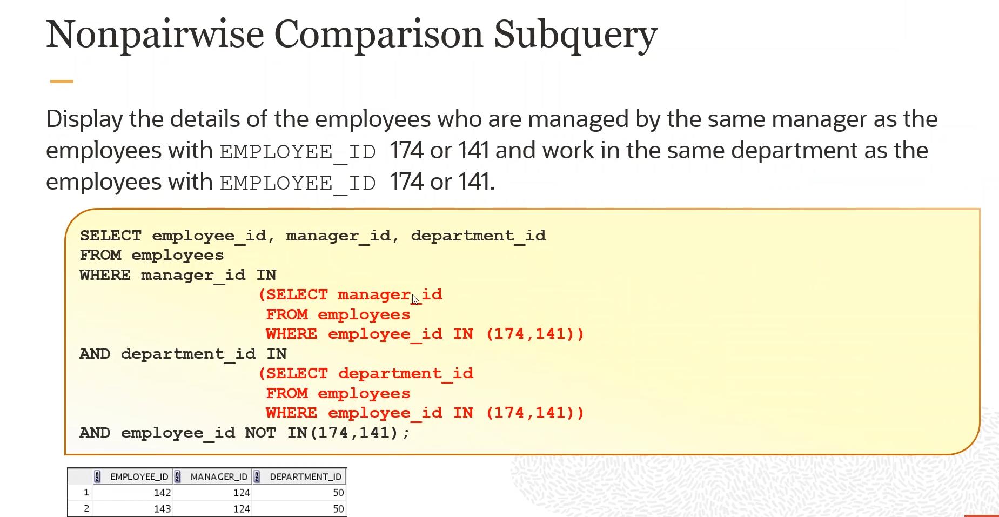 Nonpairwise Comparison Subquery
Display the details of the employees who are managed by the same manager as the
employees with EMPLOYEE_ID 174 or 141 and work in the same department as the
employees with EMPLOYEE_ID 174 or 141.
SELECT employee_id, manager_id, department_id
FROM employees
WHERE manager_id IN
(SELECT manager_id
FROM employees
WHERE employee_id IN (174,141))
AND department_id IN
(SELECT department_id
FROM employees
WHERE employee_id IN (174,141))
AND employee_id NOT IN(174,141);
EMPLOYEE_ID MANAGER_ID DEPARTMENT_ID
1 142 124 50
2 143 124 50